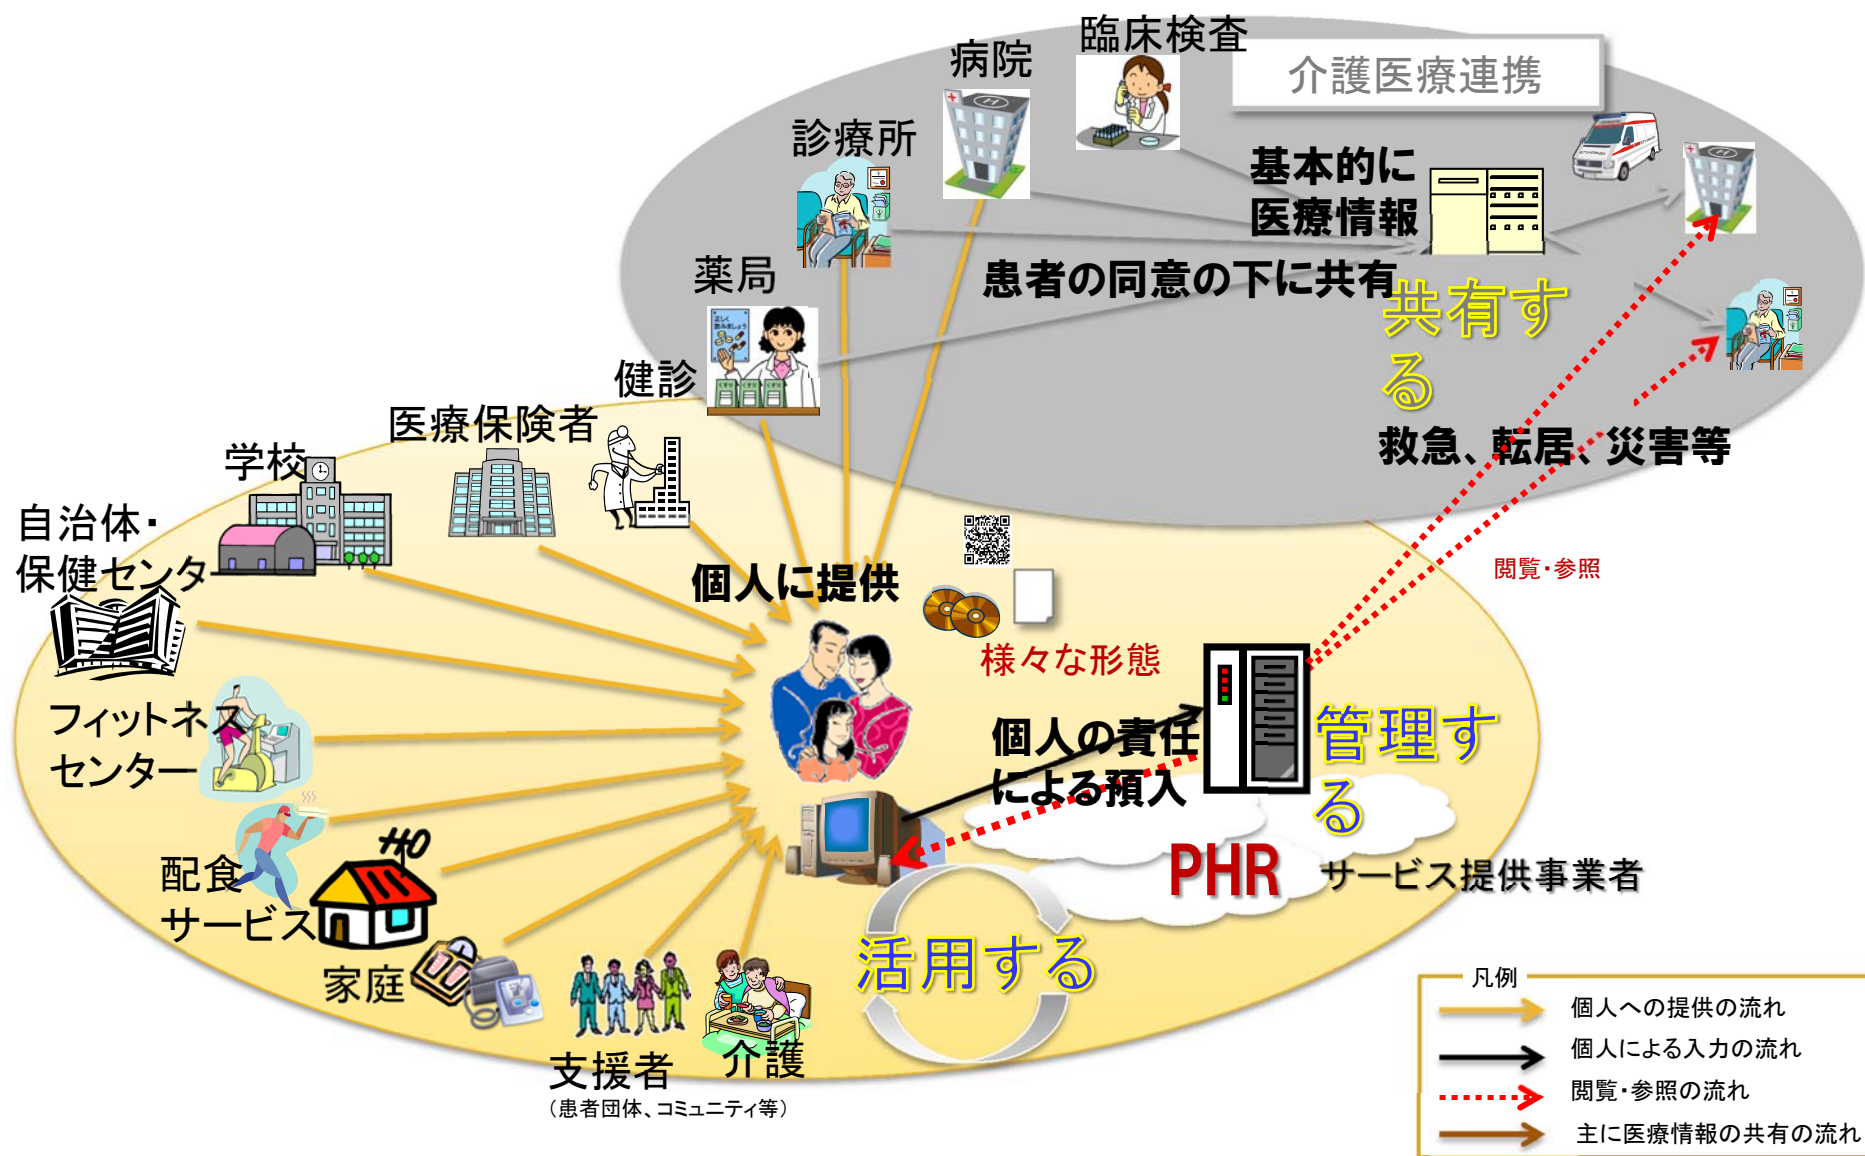 臨床検査
病院
介護医療連携
診療所
基本的に
医療情報
患者の同意の下に共有
薬局
共有す
る
健診
医療保険者
救急、転居、災害等
学校
自治体・
保健センター
閲覧・参照
個人に提供
様々な形態
フィットネス
センター
個人の責任
による預入
管理す
る
配食
サービス
PHR サービス提供事業者
活用する
家庭
支援者
（患者団体、コミュニティ等）
介護
凡例
個人への提供の流れ
個人による入力の流れ
閲覧・参照の流れ
主に医療情報の共有の流れ